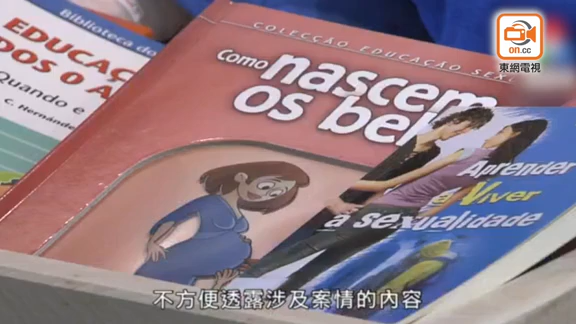 on.cc
東網電視
Biblioteca do
EDUCAÇ
DOS 0 A
Quando e
C. Hernánde
COLECÇÃO EDUCAÇÃO SEX
Como
nascem
os be
Aprender
a Viver
a sexualidade
不方便透露涉及案情的內容